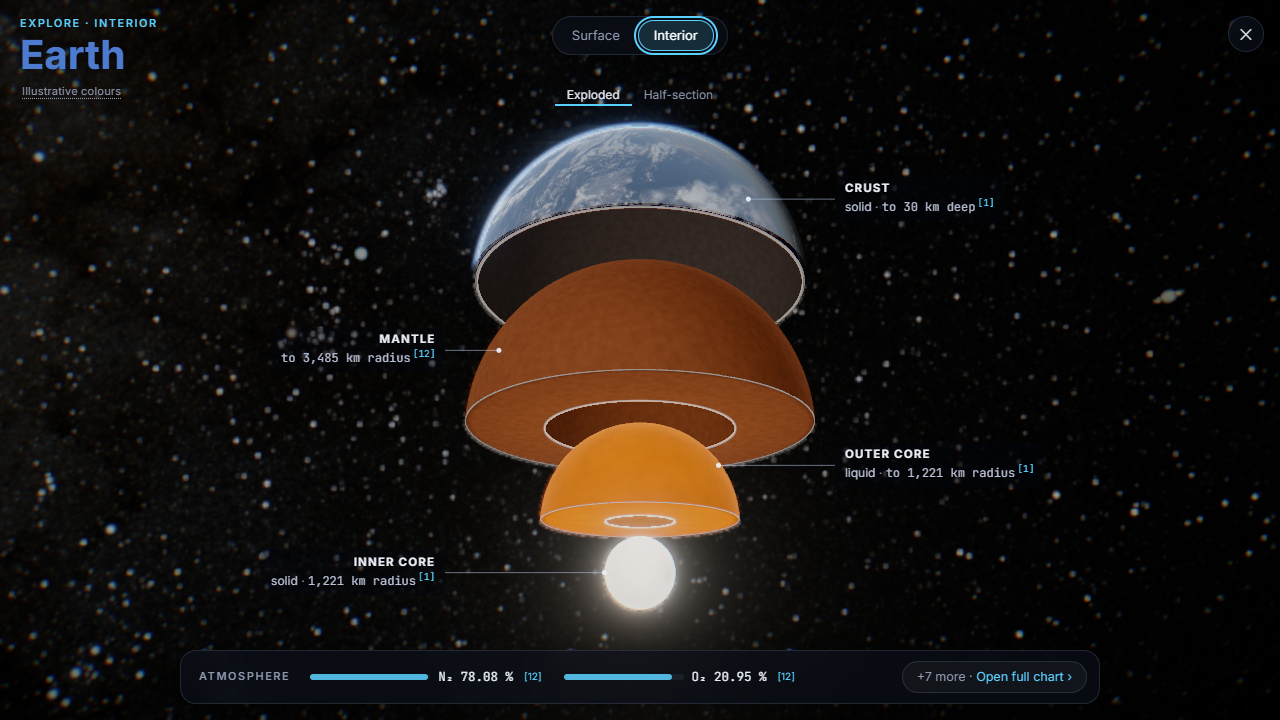 EXPLORE · INTERIOR
Earth
Illustrative colours
Surface
Interior
Exploded
Half-section
CRUST
solid · to 30 km deep [1]
MANTLE
to 3,485 km radius [12]
OUTER CORE
liquid · to 1,221 km radius [1]
INNER CORE
solid · 1,221 km radius [1]
ATMOSPHERE
N₂ 78.08 % [12]
O₂ 20.95 % [12]
+7 more · Open full chart ›